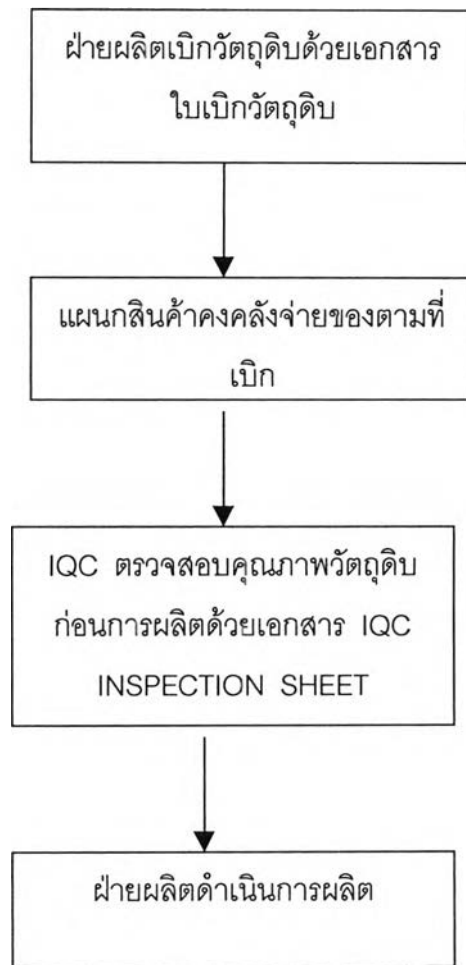 ฝ่ายผลิตเบิกวัตถุดิบด้วยเอกสาร
ใบเบิกวัตถุดิบ
แผนกสินค้าคงคลังจ่ายของตามที่
เบิก
IQC ตรวจสอบคุณภาพวัตถุดิบ
ก่อนการผลิตด้วยเอกสาร IQC
INSPECTION SHEET
ฝ่ายผลิตดำเนินการผลิต